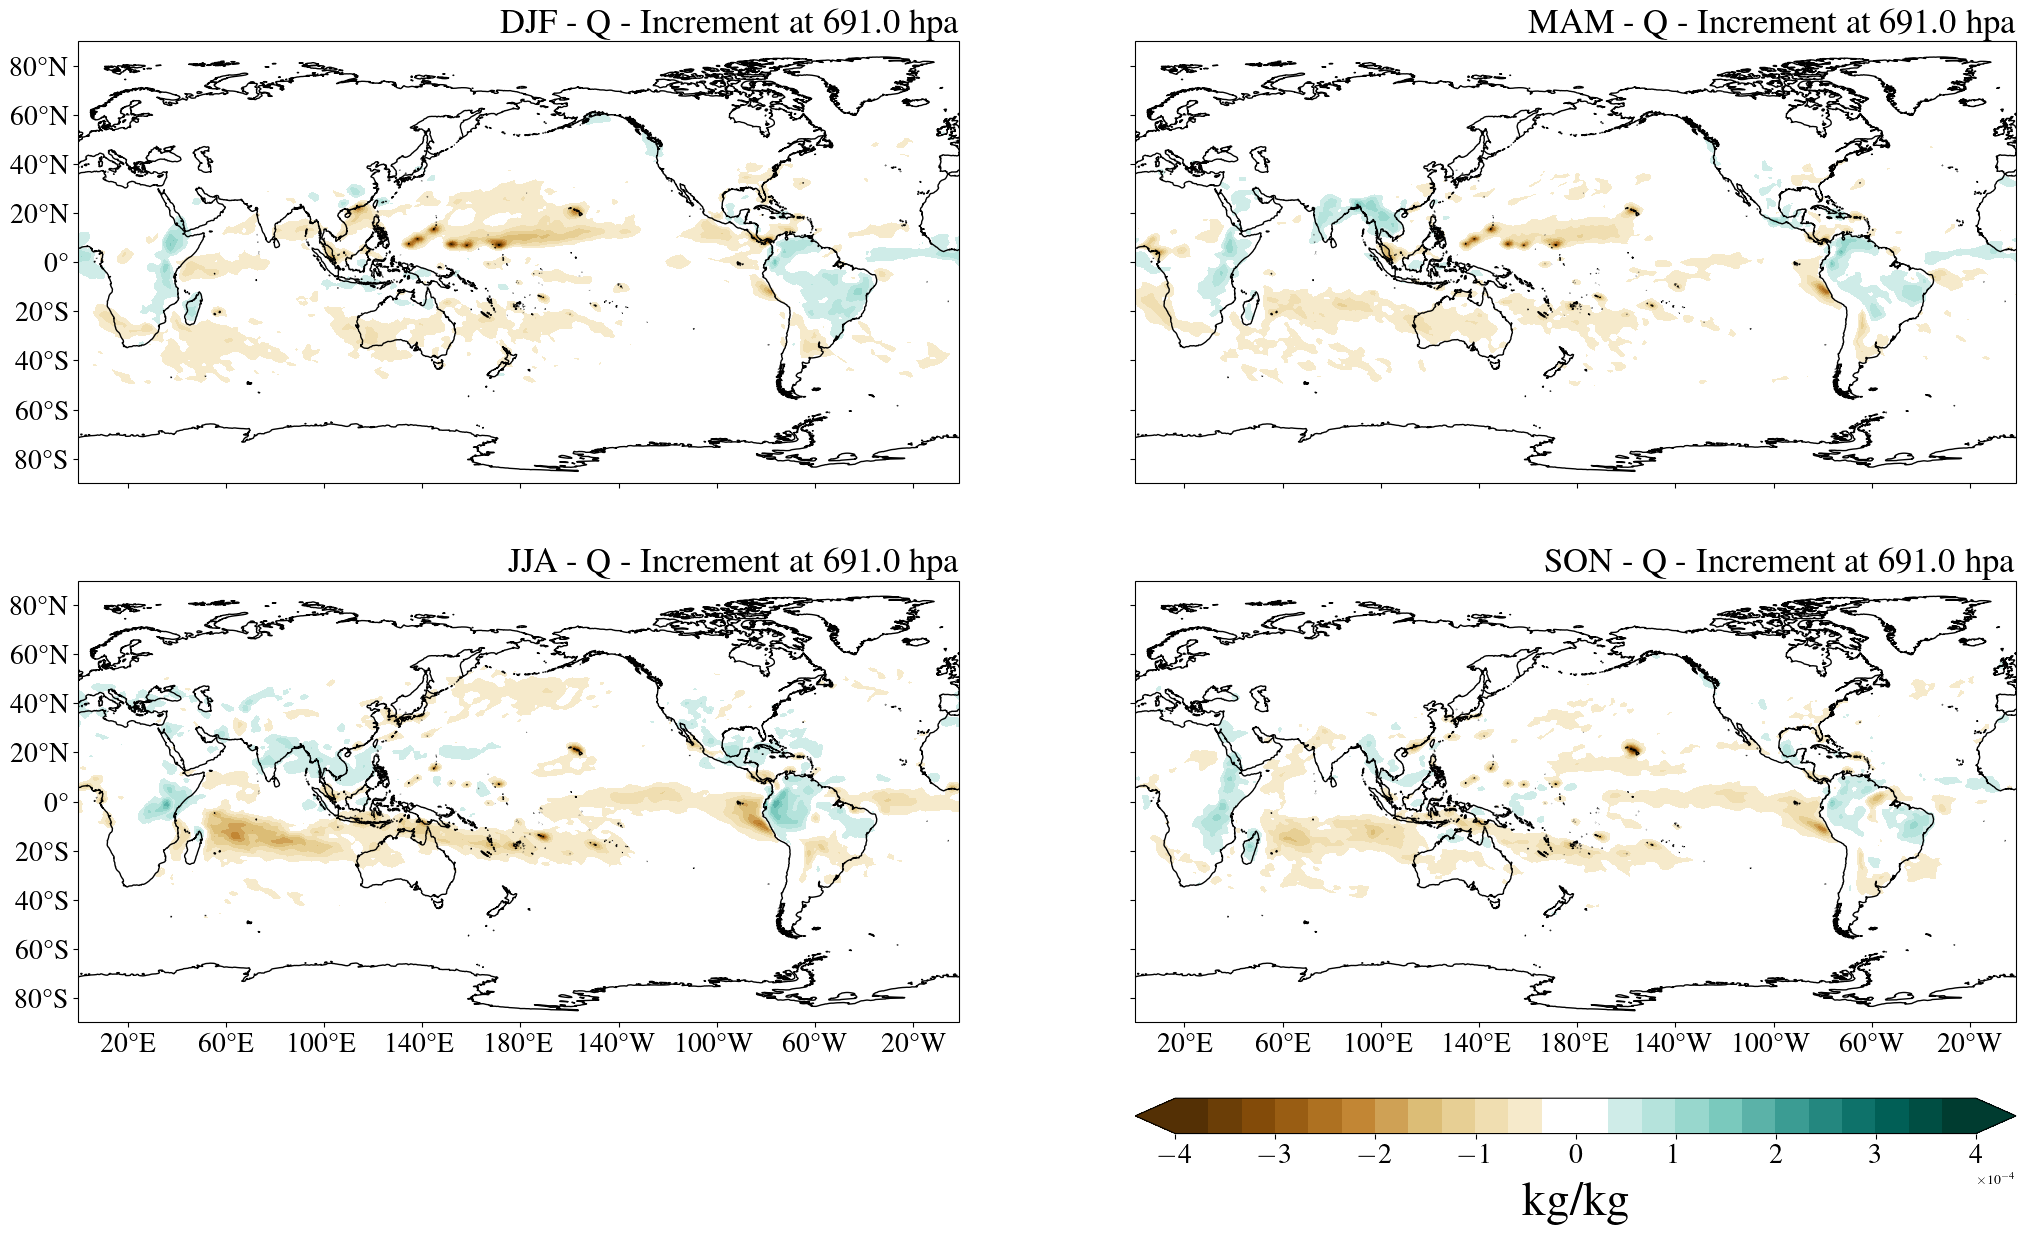 DJF - Q - Increment at 691.0 hpa
MAM - Q - Increment at 691.0 hpa
80°N
60°N
40°N
20°N
0°
20°S
40°S
60°S
80°S
JJA - Q - Increment at 691.0 hpa
SON - Q - Increment at 691.0 hpa
80°N
60°N
40°N
20°N
0°
20°S
40°S
60°S
80°S
20°E 60°E 100°E 140°E 180°E 140°W 100°W 60°W 20°W
20°E 60°E 100°E 140°E 180°E 140°W 100°W 60°W 20°W
−4 −3 −2 −1 0 1 2 3 4
×10⁻⁴
kg/kg